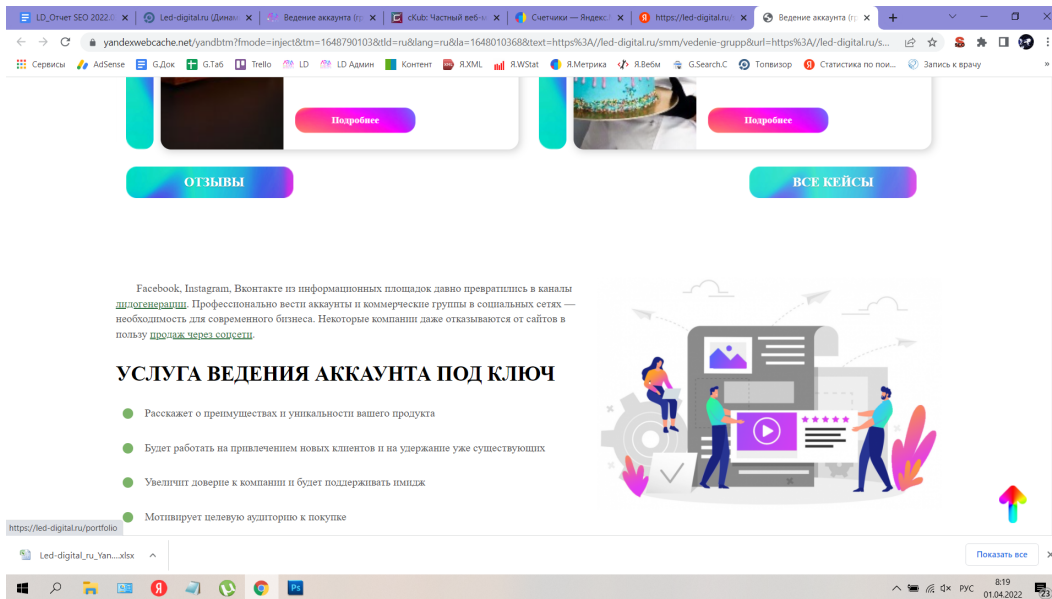 LD_Отчет SEO 2022.0
Led-digital.ru (Динам
Ведение аккаунта (гр
cKub: Частный веб-м
Счетчики — Яндекс.
https://led-digital.ru/
Ведение аккаунта (гр
yandexwebcache.net/yandbtm?fmode=inject&tm=1648790103&tld=ru&lang=ru&la=1648010368&text=https%3A//led-digital.ru/smm/vedenie-grupp&url=https%3A//led-digital.ru/s...
Сервисы AdSense G.Док G.Таб Trello LD LD Админ Контент Я.XML Я.WStat Я.Метрика Я.Вебм G.Search.C Топвизор Статистика по пои... Запись к врачу »
Подробнее
Подробнее
ОТЗЫВЫ
ВСЕ КЕЙСЫ
Facebook, Instagram, Вконтакте из информационных площадок давно превратились в каналы
лидогенерации. Профессионально вести аккаунты и коммерческие группы в социальных сетях —
необходимость для современного бизнеса. Некоторые компании даже отказываются от сайтов в
пользу продаж через соцсети.
УСЛУГА ВЕДЕНИЯ АККАУНТА ПОД КЛЮЧ
Расскажет о преимуществах и уникальности вашего продукта
Будет работать на привлечением новых клиентов и на удержание уже существующих
Увеличит доверие к компании и будет поддерживать имидж
Мотивирует целевую аудиторию к покупке
https://led-digital.ru/portfolio
Led-digital_ru_Yan....xlsx
Показать все
РУС
8:19
01.04.2022
23